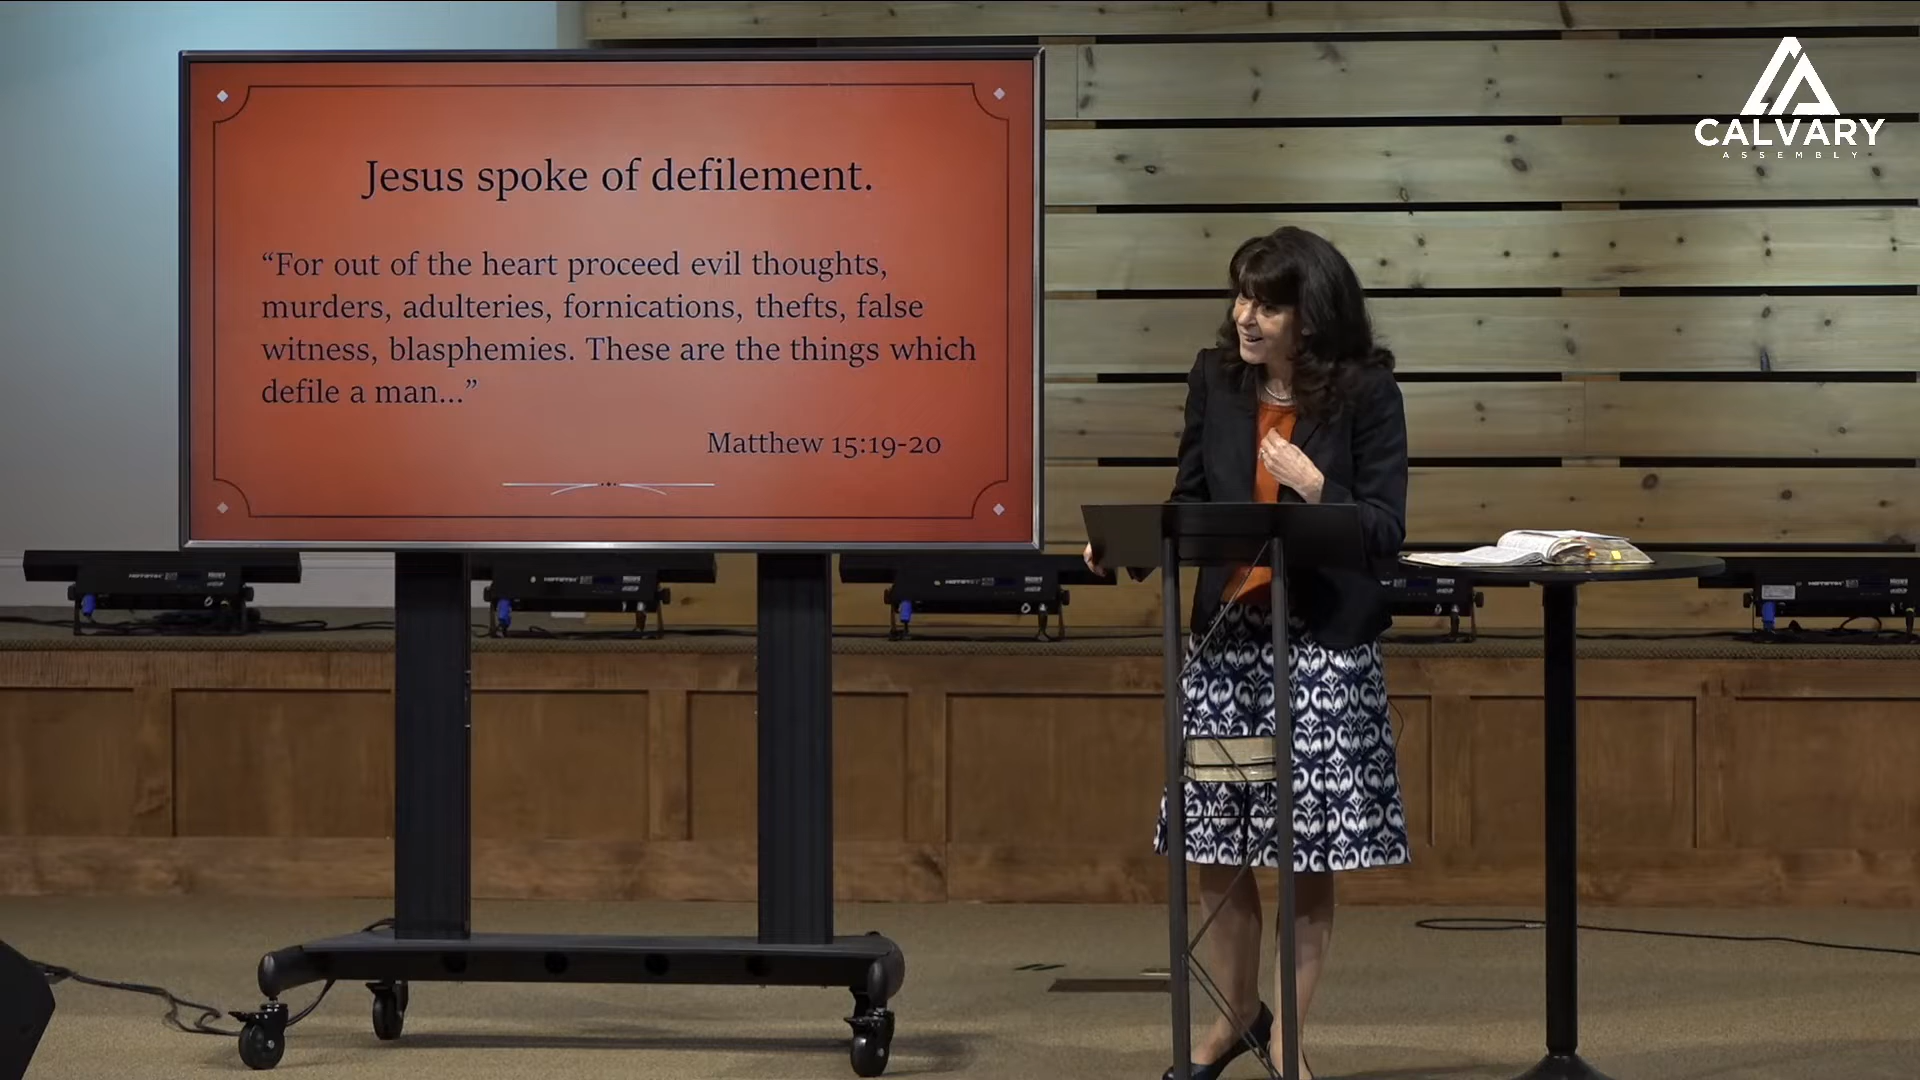 CALVARY
ASSEMBLY
Jesus spoke of defilement.
“For out of the heart proceed evil thoughts,
murders, adulteries, fornications, thefts, false
witness, blasphemies. These are the things which
defile a man...”
Matthew 15:19-20